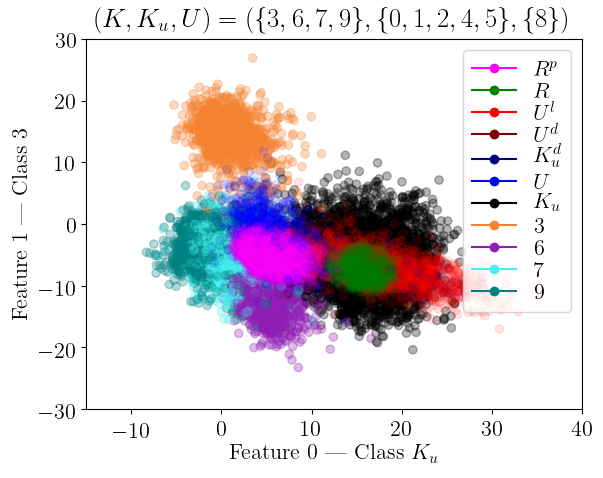 (K, K_u, U) = ({3, 6, 7, 9}, {0, 1, 2, 4, 5}, {8})
30
20
10
0
−10
−20
−30
Feature 1 — Class 3
−10
0
10
20
30
40
Feature 0 — Class K_u
R^p
R
U^l
U^d
K_u^d
U
K_u
3
6
7
9